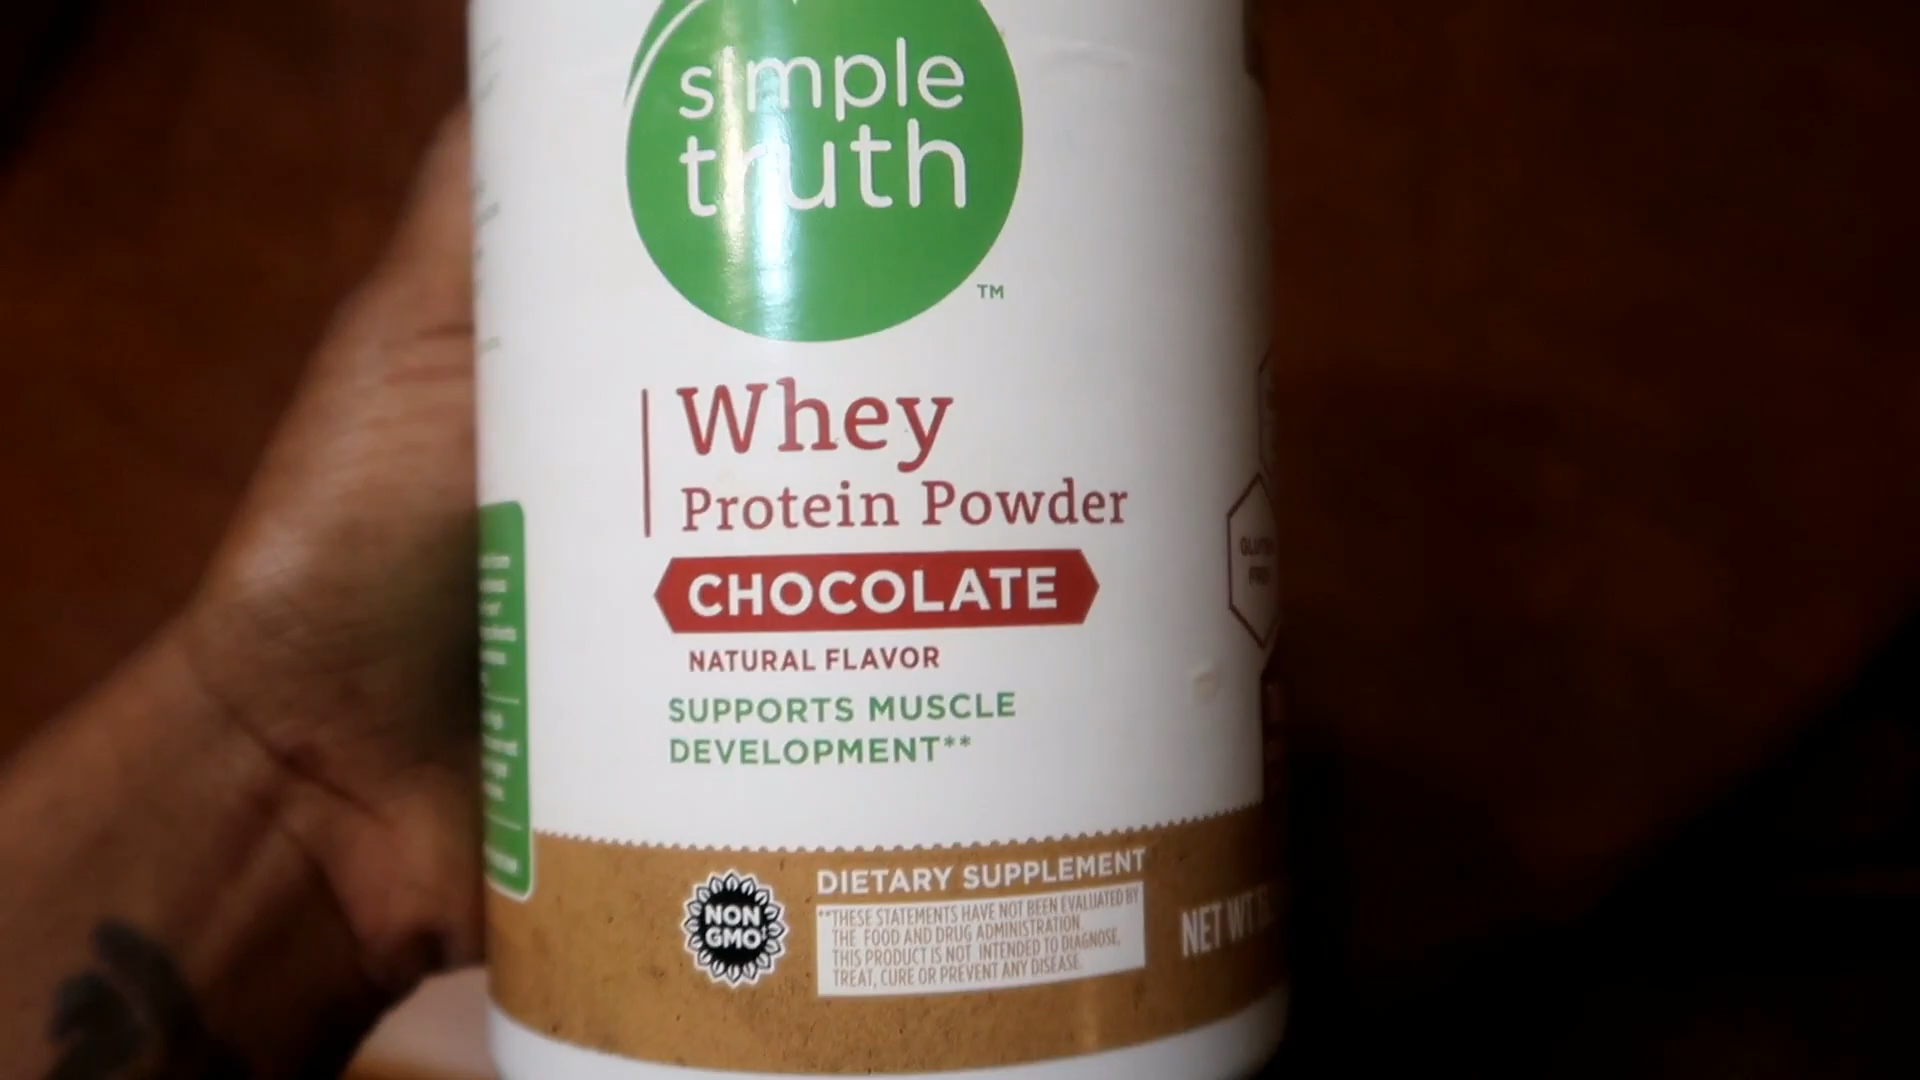 simple
truth
TM
Whey
Protein Powder
CHOCOLATE
NATURAL FLAVOR
SUPPORTS MUSCLE
DEVELOPMENT**
GLUTEN
FREE
NON
GMO‡
DIETARY SUPPLEMENT
**THESE STATEMENTS HAVE NOT BEEN EVALUATED BY
THE FOOD AND DRUG ADMINISTRATION.
THIS PRODUCT IS NOT INTENDED TO DIAGNOSE,
TREAT, CURE OR PREVENT ANY DISEASE.
NET WT